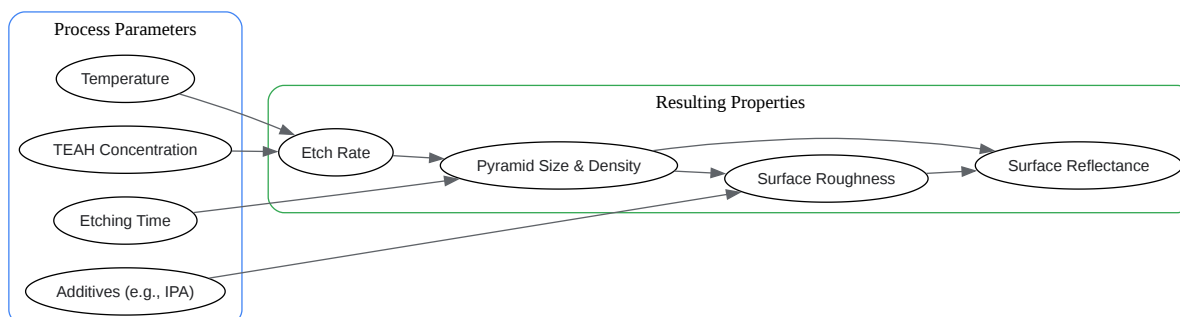 Process Parameters
Temperature
TEAH Concentration
Etching Time
Additives (e.g., IPA)
Resulting Properties
Etch Rate
Pyramid Size & Density
Surface Roughness
Surface Reflectance